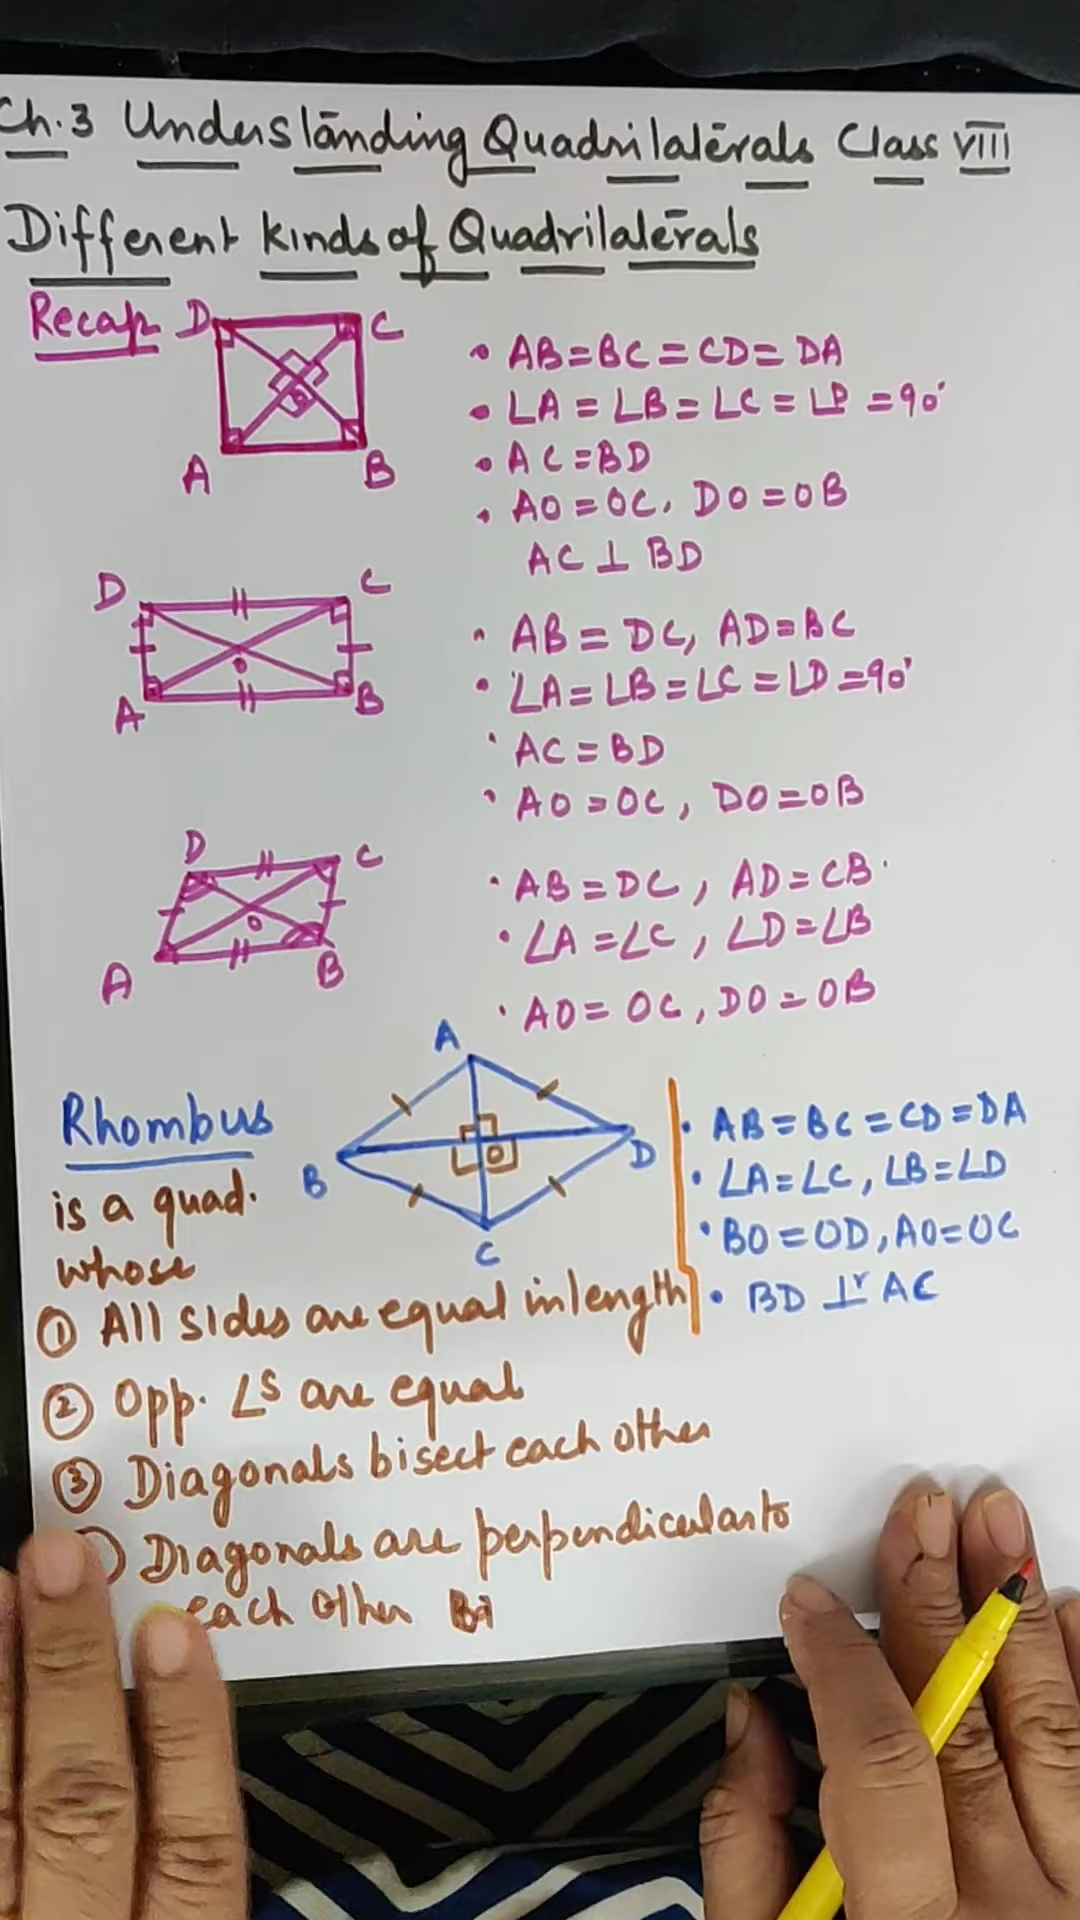 Ch.3 Understanding Quadrilaterals Class VIII
Different kinds of Quadrilaterals
Recap
D C
A B
O
• AB=BC=CD=DA
• ∠A=∠B=∠C=∠D=90°
• AC=BD
• AO=OC, DO=OB
AC ⊥ BD
D C
O
A B
• AB=DC, AD=BC
• ∠A=∠B=∠C=∠D=90°
• AC=BD
• AO=OC, DO=OB
D C
O
A B
• AB=DC, AD=CB
• ∠A=∠C, ∠D=∠B
• AO=OC, DO=OB
Rhombus
is a quad.
whose
A
B O D
C
• AB=BC=CD=DA
• ∠A=∠C, ∠B=∠D
• BO=OD, AO=OC
• BD ⊥r AC
① All sides are equal in length
② Opp. ∠s are equal
③ Diagonals bisect each other
Diagonals are perpendicular to
each other